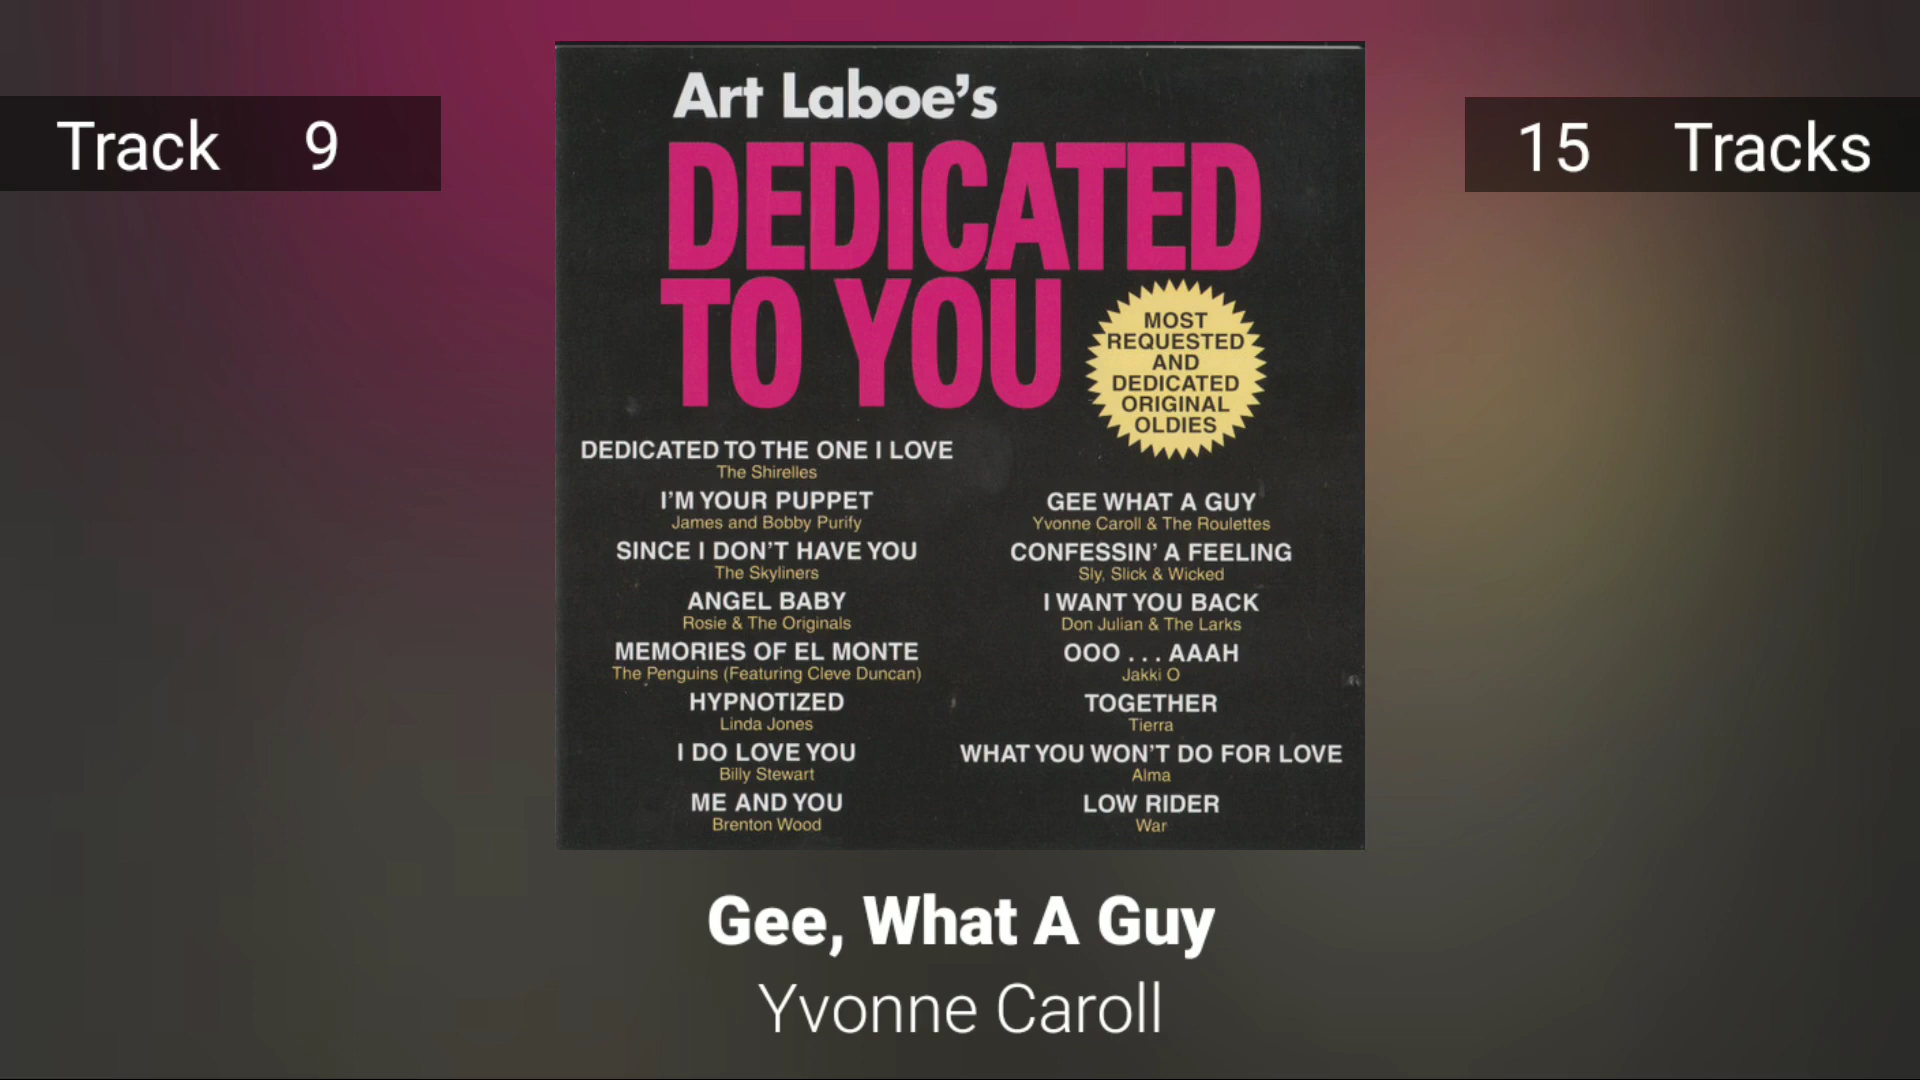 Track 9
15 Tracks
Art Laboe's
DEDICATED
TO YOU
MOST
REQUESTED
AND
DEDICATED
ORIGINAL
OLDIES
DEDICATED TO THE ONE I LOVE
The Shirelles
I'M YOUR PUPPET
James and Bobby Purify
SINCE I DON'T HAVE YOU
The Skyliners
ANGEL BABY
Rosie & The Originals
MEMORIES OF EL MONTE
The Penguins (Featuring Cleve Duncan)
HYPNOTIZED
Linda Jones
I DO LOVE YOU
Billy Stewart
ME AND YOU
Brenton Wood
GEE WHAT A GUY
Yvonne Caroll & The Roulettes
CONFESSIN' A FEELING
Sly, Slick & Wicked
I WANT YOU BACK
Don Julian & The Larks
OOO . . . AAAH
Jakki O
TOGETHER
Tierra
WHAT YOU WON'T DO FOR LOVE
Alma
LOW RIDER
War
Gee, What A Guy
Yvonne Caroll